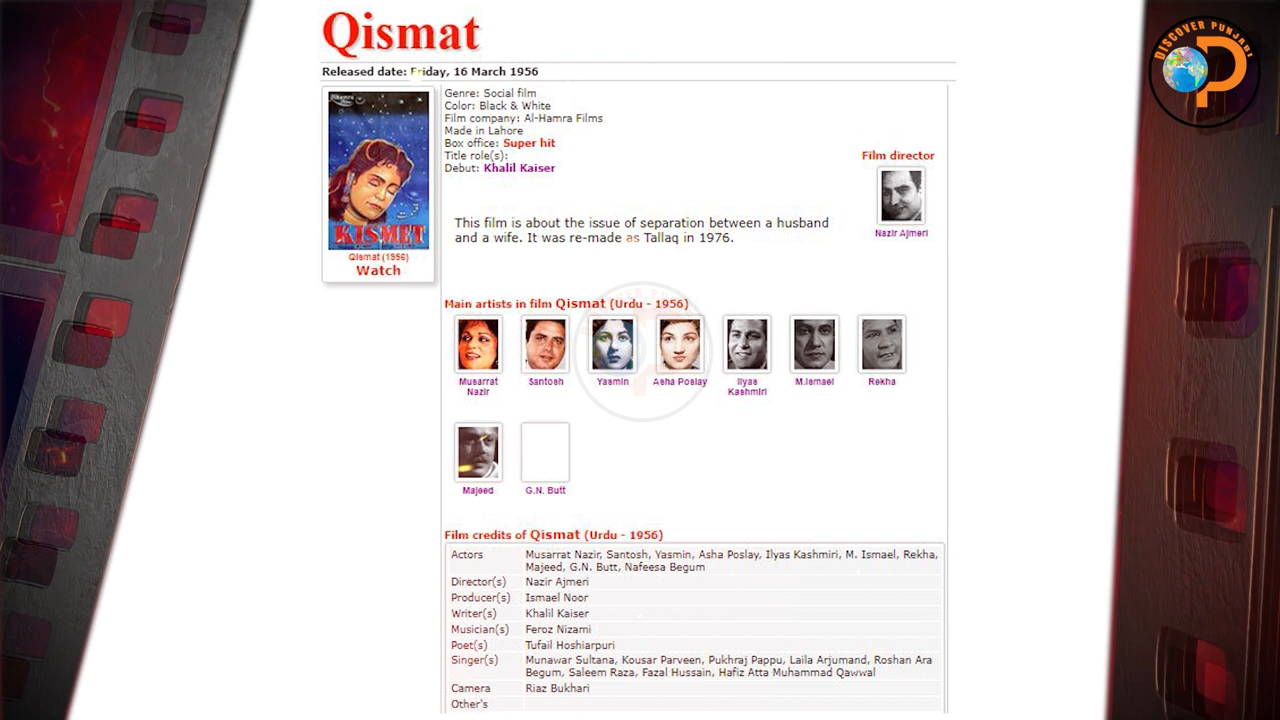 Qismat
Released date: Friday, 16 March 1956
DISCOVER PUNJABI
P
KISMET
Qismat (1956)
Watch
Genre: Social film
Color: Black & White
Film company: Al-Hamra Films
Made in Lahore
Box office: Super hit
Title role(s):
Debut: Khalil Kaiser
Film director
Nazir Ajmeri
This film is about the issue of separation between a husband
and a wife. It was re-made as Tallaq in 1976.
Main artists in film Qismat (Urdu - 1956)
Musarrat Nazir
Santosh
Yasmin
Asha Poslay
Ilyas Kashmiri
M.Ismael
Rekha
Majeed
G.N. Butt
Film credits of Qismat (Urdu - 1956)
Actors Musarrat Nazir, Santosh, Yasmin, Asha Poslay, Ilyas Kashmiri, M. Ismael, Rekha,
Majeed, G.N. Butt, Nafeesa Begum
Director(s) Nazir Ajmeri
Producer(s) Ismael Noor
Writer(s) Khalil Kaiser
Musician(s) Feroz Nizami
Poet(s) Tufail Hoshiarpuri
Singer(s) Munawar Sultana, Kousar Parveen, Pukhraj Pappu, Laila Arjumand, Roshan Ara
Begum, Saleem Raza, Fazal Hussain, Hafiz Atta Muhammad Qawwal
Camera Riaz Bukhari
Other's